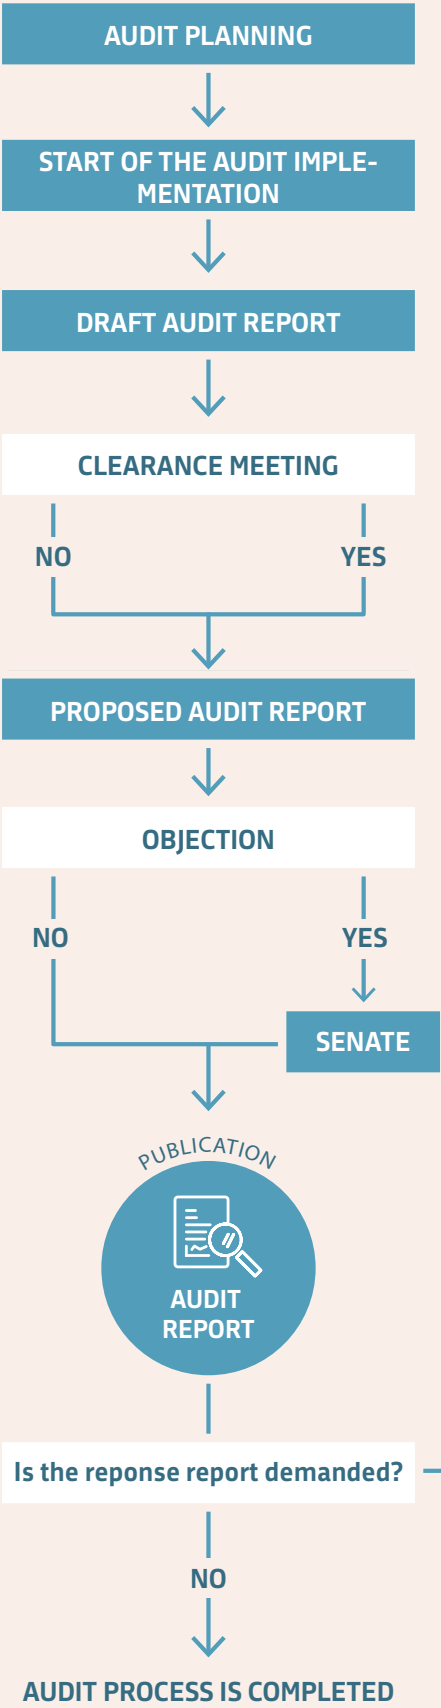 AUDIT PLANNING
START OF THE AUDIT IMPLE-
MENTATION
DRAFT AUDIT REPORT
CLEARANCE MEETING
NO
YES
PROPOSED AUDIT REPORT
OBJECTION
NO
YES
SENATE
PUBLICATION
AUDIT
REPORT
Is the reponse report demanded?
NO
AUDIT PROCESS IS COMPLETED